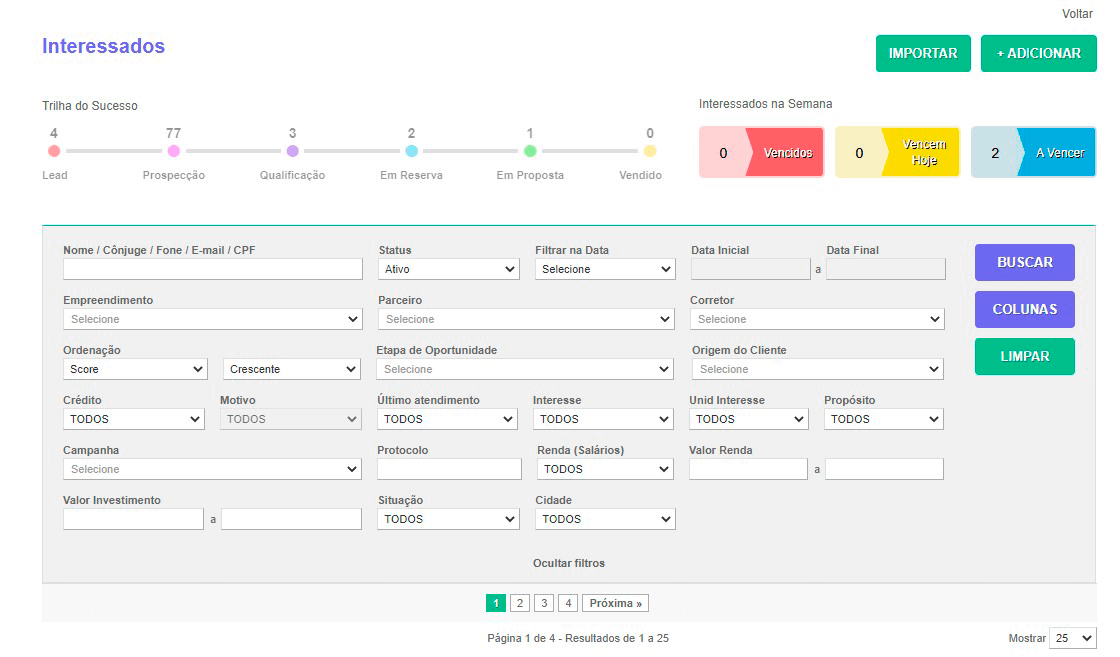 Voltar
Interessados
IMPORTAR
+ ADICIONAR
Trilha do Sucesso
4 77 3 2 1 0
Lead Prospecção Qualificação Em Reserva Em Proposta Vendido
Interessados na Semana
0 Vencidos
0 Vencem
Hoje
2 A Vencer
Nome / Cônjuge / Fone / E-mail / CPF Status Filtrar na Data Data Inicial Data Final
Ativo Selecione a
BUSCAR
Empreendimento Parceiro Corretor
Selecione Selecione Selecione
COLUNAS
Ordenação Etapa de Oportunidade Origem do Cliente
Score Crescente Selecione Selecione
LIMPAR
Crédito Motivo Último atendimento Interesse Unid Interesse Propósito
TODOS TODOS TODOS TODOS TODOS TODOS
Campanha Protocolo Renda (Salários) Valor Renda
Selecione TODOS a
Valor Investimento Situação Cidade
a TODOS TODOS
Ocultar filtros
1 2 3 4 Próxima »
Página 1 de 4 - Resultados de 1 a 25
Mostrar 25